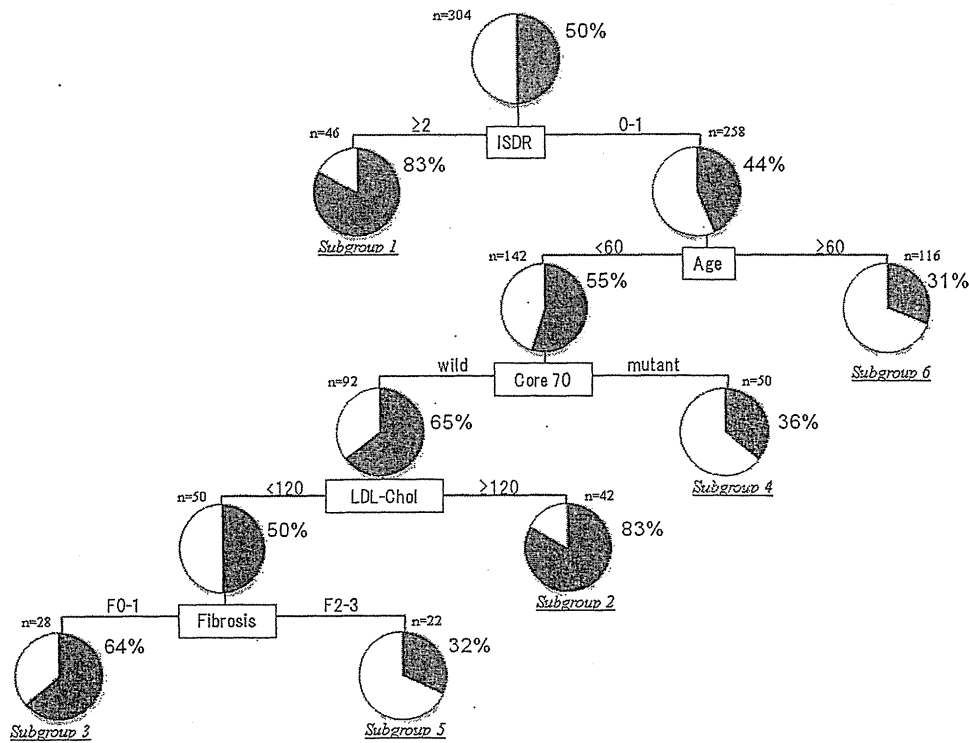 n=304
50%
n=46
≥2
ISDR
0-1
n=258
83%
44%
Subgroup 1
n=142
<60
Age
≥60
n=116
55%
31%
Subgroup 6
n=92
wild
Core 70
mutant
n=50
65%
36%
Subgroup 4
n=50
<120
LDL-Chol
≥120
n=42
50%
83%
Subgroup 2
n=28
F0-1
Fibrosis
F2-3
n=22
64%
32%
Subgroup 3
Subgroup 5